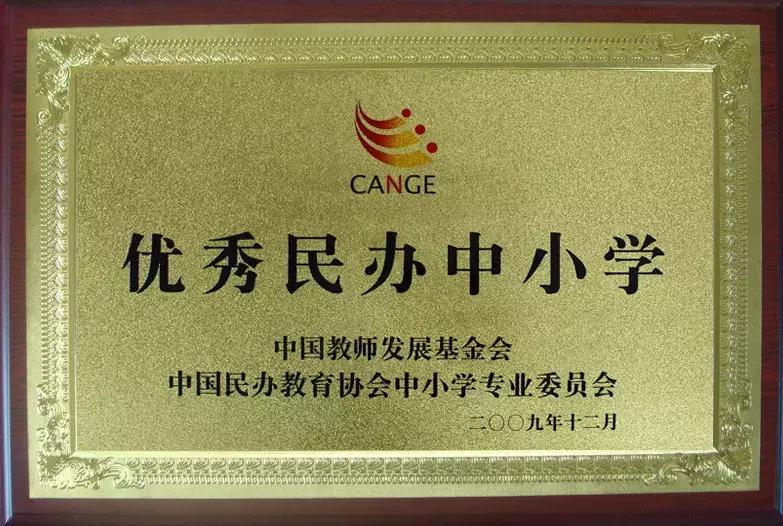 CANGE
优秀民办中小学
中国教师发展基金会
中国民办教育协会中小学专业委员会
二〇〇九年十二月